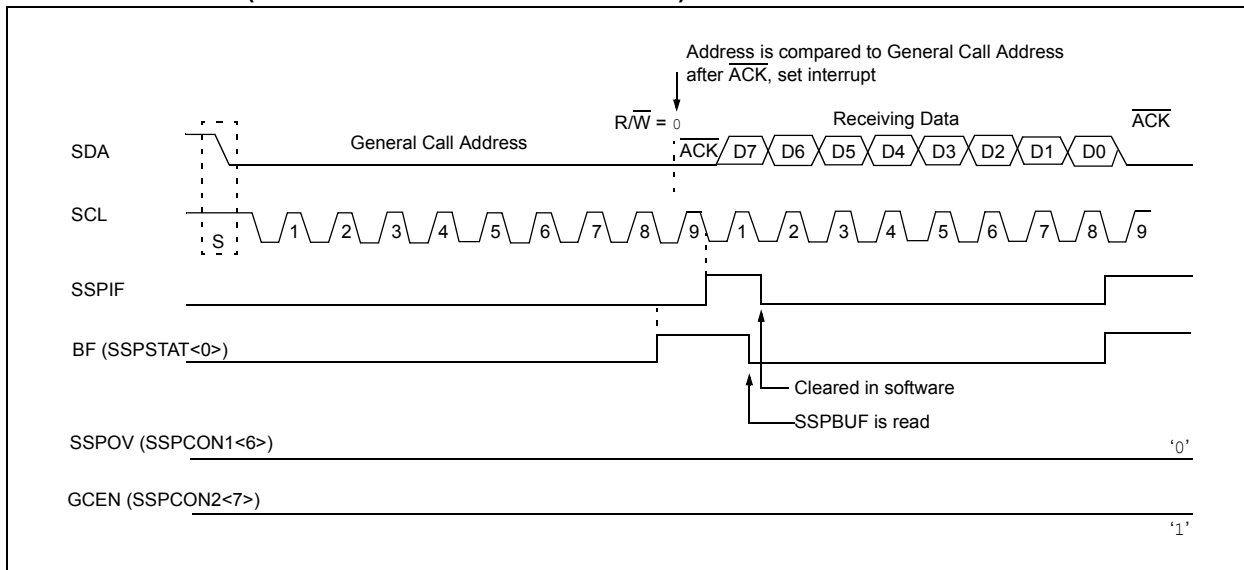 Address is compared to General Call Address
after ACK, set interrupt
R/W = 0
Receiving Data
ACK
SDA
General Call Address
ACK D7 D6 D5 D4 D3 D2 D1 D0
SCL
S
1 2 3 4 5 6 7 8 9 1 2 3 4 5 6 7 8 9
SSPIF
BF (SSPSTAT<0>)
Cleared in software
SSPBUF is read
SSPOV (SSPCON1<6>)
‘0’
GCEN (SSPCON2<7>)
‘1’